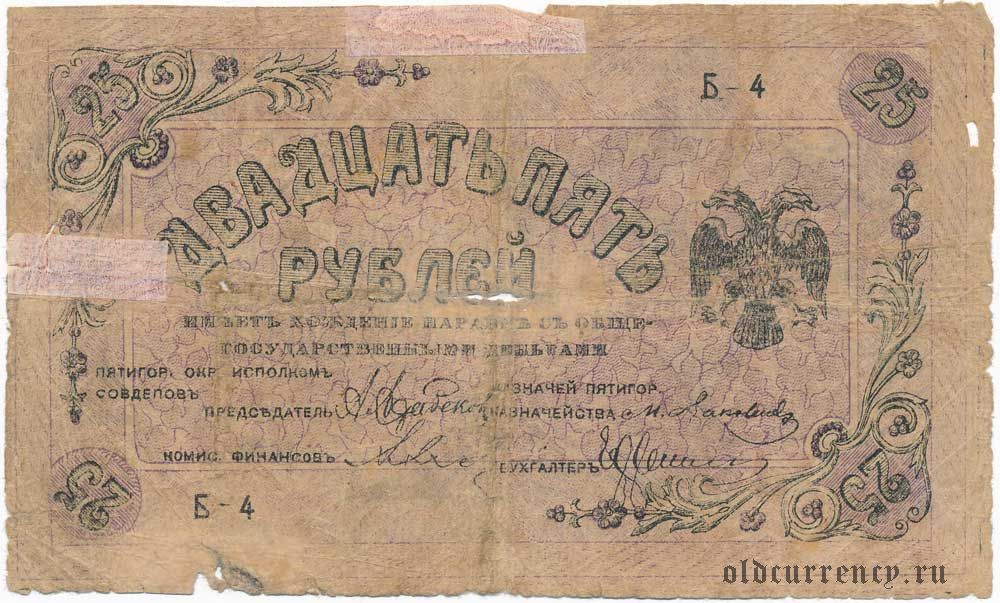 25
Б - 4
25
ДВАДЦАТЬ ПЯТЬ
РУБЛЕЙ
ИМѢЕТЪ ХОЖДЕНІЕ НАРАВНѢ СЪ ОБЩЕ-
ГОСУДАРСТВЕННЫМИ ДЕНЬГАМИ
ПЯТИГОР. ОКР. ИСПОЛКОМЪ
СОВДЕПОВЪ
ПРЕДСѢДАТЕЛЬ
КОМИС. ФИНАНСОВЪ
КАЗНАЧЕЙ ПЯТИГОР.
КАЗНАЧЕЙСТВА
БУХГАЛТЕРЪ
25
Б - 4
25
oldcurrency.ru